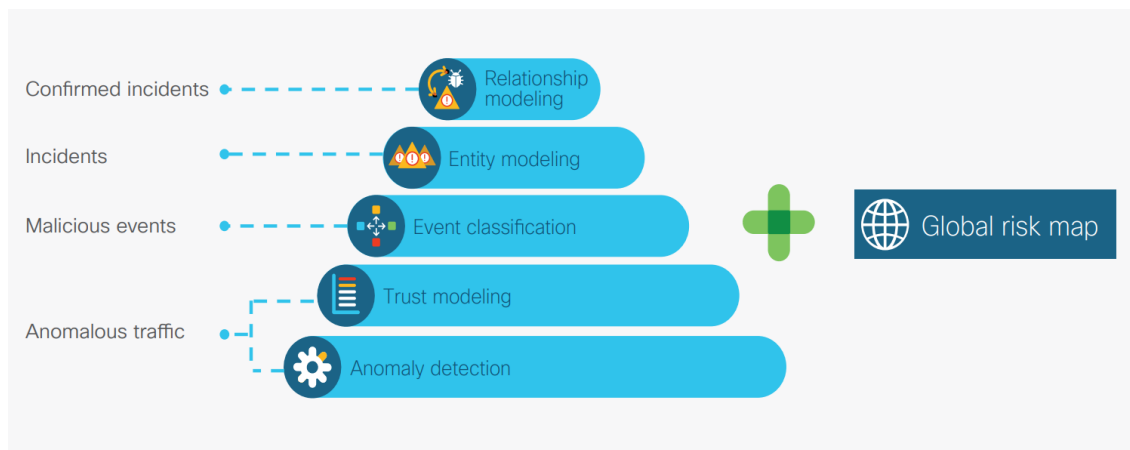 Confirmed incidents
Relationship
modeling
Incidents
Entity modeling
Malicious events
Event classification
Global risk map
Trust modeling
Anomalous traffic
Anomaly detection